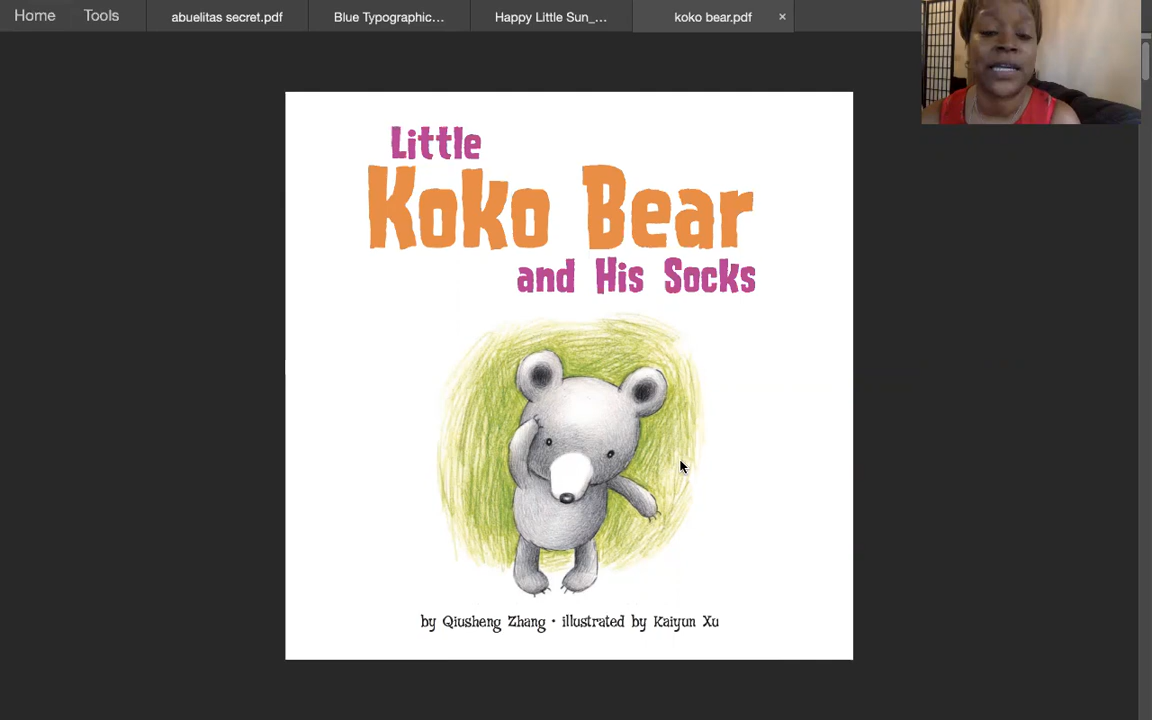 Home Tools abuelitas secret.pdf Blue Typographic... Happy Little Sun_... koko bear.pdf ×
Little
Koko Bear
and His Socks
by Qiusheng Zhang • illustrated by Kaiyun Xu